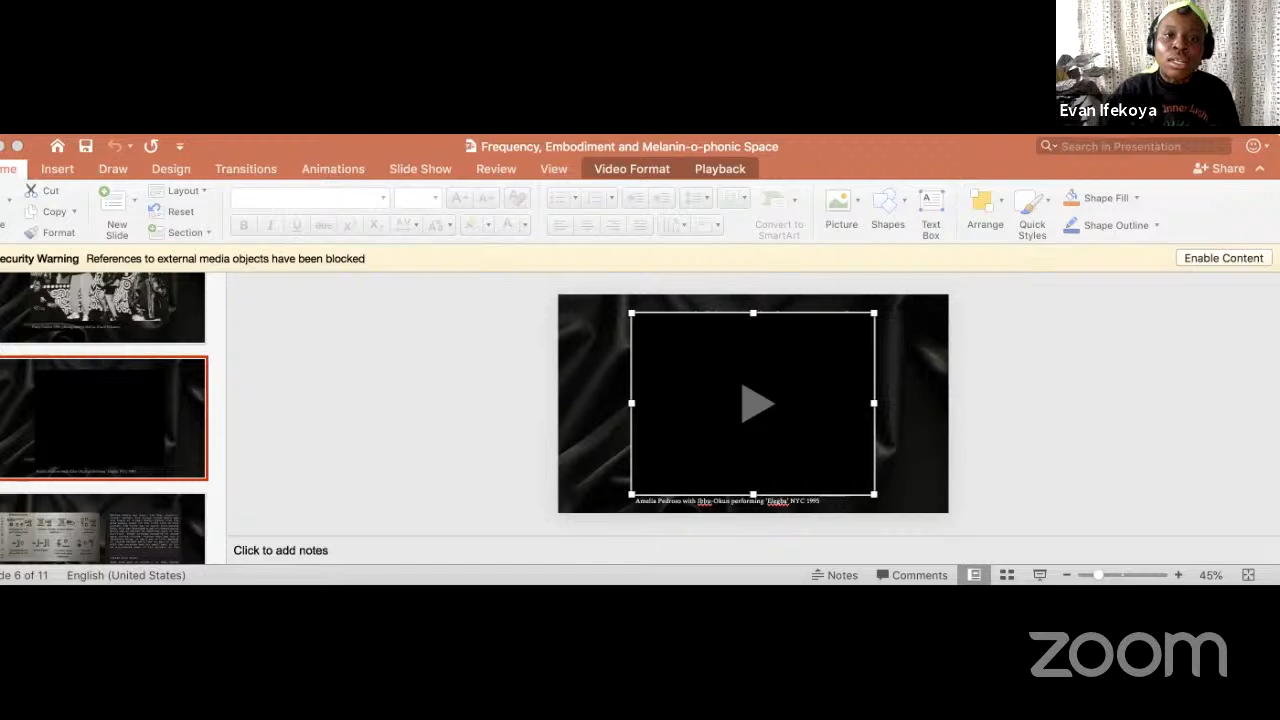 Inner Light
Evan Ifekoya
Frequency, Embodiment and Melanin-o-phonic Space
Search in Presentation
me
Insert
Draw
Design
Transitions
Animations
Slide Show
Review
View
Video Format
Playback
Share
Cut
Copy
Format
New
Slide
Layout
Reset
Section
Convert to
SmartArt
Picture
Shapes
Text
Box
Arrange
Quick
Styles
Shape Fill
Shape Outline
ecurity Warning References to external media objects have been blocked
Enable Content
Amelia Pedroso with Ibbu-Okun performing 'Elegba' NYC 1995
Click to add notes
de 6 of 11
English (United States)
Notes
Comments
45%
zoom